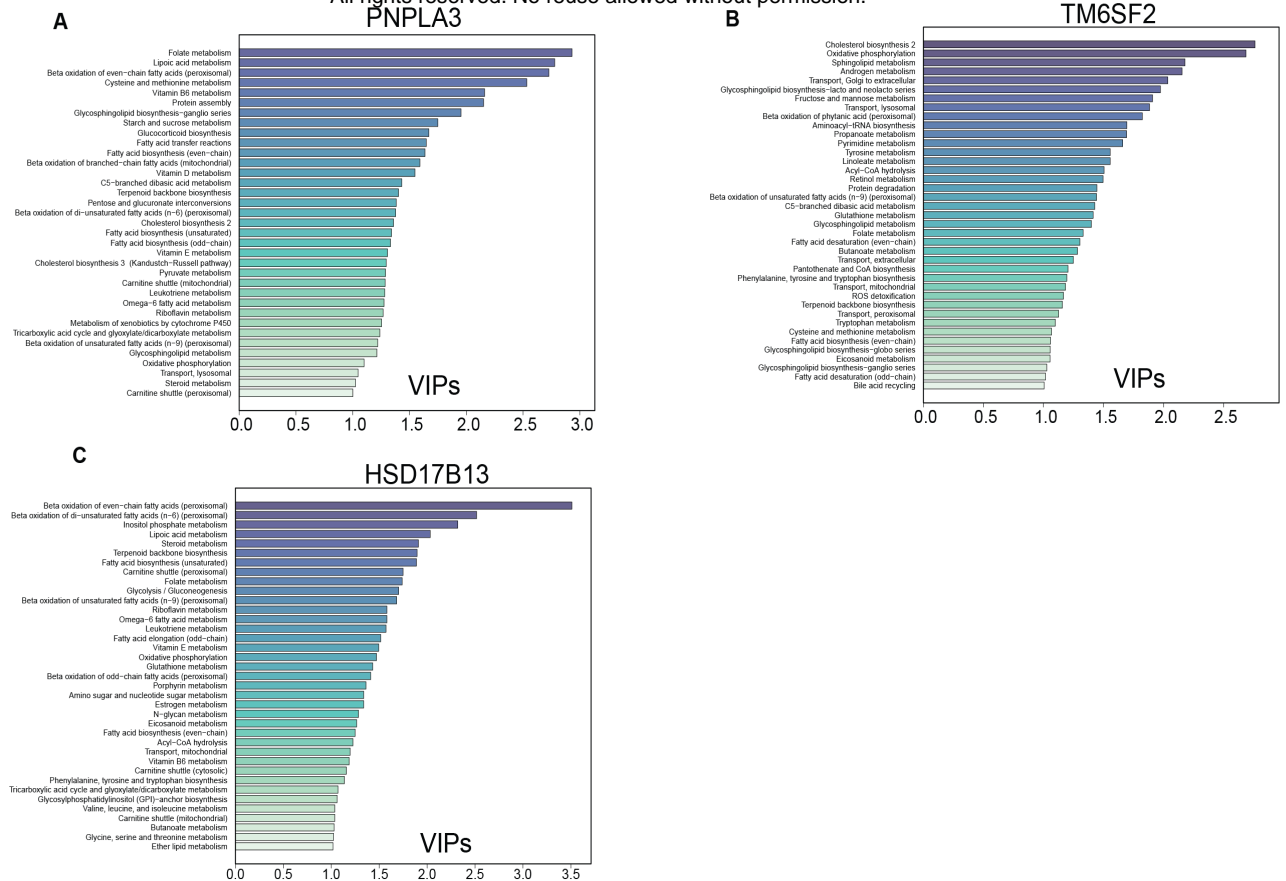 All rights reserved. No reuse allowed without permission.
A
PNPLA3
Folate metabolism
Lipoic acid metabolism
Beta oxidation of even−chain fatty acids (peroxisomal)
Cysteine and methionine metabolism
Vitamin B6 metabolism
Protein assembly
Glycosphingolipid biosynthesis−ganglio series
Starch and sucrose metabolism
Glucocorticoid biosynthesis
Fatty acid transfer reactions
Fatty acid biosynthesis (even−chain)
Beta oxidation of branched−chain fatty acids (mitochondrial)
Vitamin D metabolism
C5−branched dibasic acid metabolism
Terpenoid backbone biosynthesis
Pentose and glucuronate interconversions
Beta oxidation of di−unsaturated fatty acids (n−6) (peroxisomal)
Cholesterol biosynthesis 2
Fatty acid biosynthesis (unsaturated)
Fatty acid biosynthesis (odd−chain)
Vitamin E metabolism
Cholesterol biosynthesis 3 (Kandustch−Russell pathway)
Pyruvate metabolism
Carnitine shuttle (mitochondrial)
Leukotriene metabolism
Omega−6 fatty acid metabolism
Riboflavin metabolism
Metabolism of xenobiotics by cytochrome P450
Tricarboxylic acid cycle and glyoxylate/dicarboxylate metabolism
Beta oxidation of unsaturated fatty acids (n−9) (peroxisomal)
Glycosphingolipid metabolism
Oxidative phosphorylation
Transport, lysosomal
Steroid metabolism
Carnitine shuttle (peroxisomal)
VIPs
0.0 0.5 1.0 1.5 2.0 2.5 3.0
B
TM6SF2
Cholesterol biosynthesis 2
Oxidative phosphorylation
Sphingolipid metabolism
Androgen metabolism
Transport, Golgi to extracellular
Glycosphingolipid biosynthesis−lacto and neolacto series
Fructose and mannose metabolism
Transport, lysosomal
Beta oxidation of phytanic acid (peroxisomal)
Aminoacyl−tRNA biosynthesis
Propanoate metabolism
Pyrimidine metabolism
Tyrosine metabolism
Linoleate metabolism
Acyl−CoA hydrolysis
Retinol metabolism
Protein degradation
Beta oxidation of unsaturated fatty acids (n−9) (peroxisomal)
C5−branched dibasic acid metabolism
Glutathione metabolism
Glycosphingolipid metabolism
Folate metabolism
Fatty acid desaturation (even−chain)
Butanoate metabolism
Transport, extracellular
Pantothenate and CoA biosynthesis
Phenylalanine, tyrosine and tryptophan biosynthesis
Transport, mitochondrial
ROS detoxification
Terpenoid backbone biosynthesis
Transport, peroxisomal
Tryptophan metabolism
Cysteine and methionine metabolism
Fatty acid biosynthesis (even−chain)
Glycosphingolipid biosynthesis−globo series
Eicosanoid metabolism
Glycosphingolipid biosynthesis−ganglio series
Fatty acid desaturation (odd−chain)
Bile acid recycling
VIPs
0.0 0.5 1.0 1.5 2.0 2.5
C
HSD17B13
Beta oxidation of even−chain fatty acids (peroxisomal)
Beta oxidation of di−unsaturated fatty acids (n−6) (peroxisomal)
Inositol phosphate metabolism
Lipoic acid metabolism
Steroid metabolism
Terpenoid backbone biosynthesis
Fatty acid biosynthesis (unsaturated)
Carnitine shuttle (peroxisomal)
Folate metabolism
Glycolysis / Gluconeogenesis
Beta oxidation of unsaturated fatty acids (n−9) (peroxisomal)
Riboflavin metabolism
Omega−6 fatty acid metabolism
Leukotriene metabolism
Fatty acid elongation (odd−chain)
Vitamin E metabolism
Oxidative phosphorylation
Glutathione metabolism
Beta oxidation of odd−chain fatty acids (peroxisomal)
Porphyrin metabolism
Amino sugar and nucleotide sugar metabolism
Estrogen metabolism
N−glycan metabolism
Eicosanoid metabolism
Fatty acid biosynthesis (even−chain)
Acyl−CoA hydrolysis
Transport, mitochondrial
Vitamin B6 metabolism
Carnitine shuttle (cytosolic)
Phenylalanine, tyrosine and tryptophan biosynthesis
Tricarboxylic acid cycle and glyoxylate/dicarboxylate metabolism
Glycosylphosphatidylinositol (GPI)−anchor biosynthesis
Valine, leucine, and isoleucine metabolism
Carnitine shuttle (mitochondrial)
Butanoate metabolism
Glycine, serine and threonine metabolism
Ether lipid metabolism
VIPs
0.0 0.5 1.0 1.5 2.0 2.5 3.0 3.5